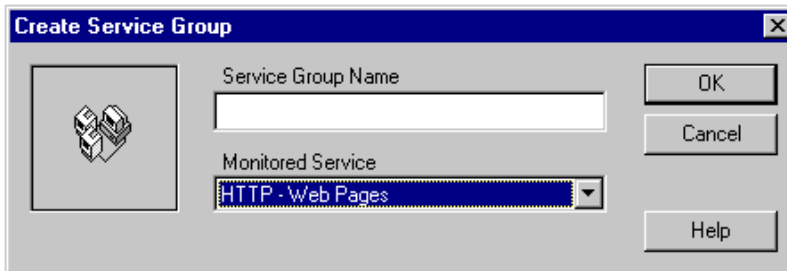 Create Service Group
Service Group Name
OK
Cancel
Monitored Service
HTTP - Web Pages
Help